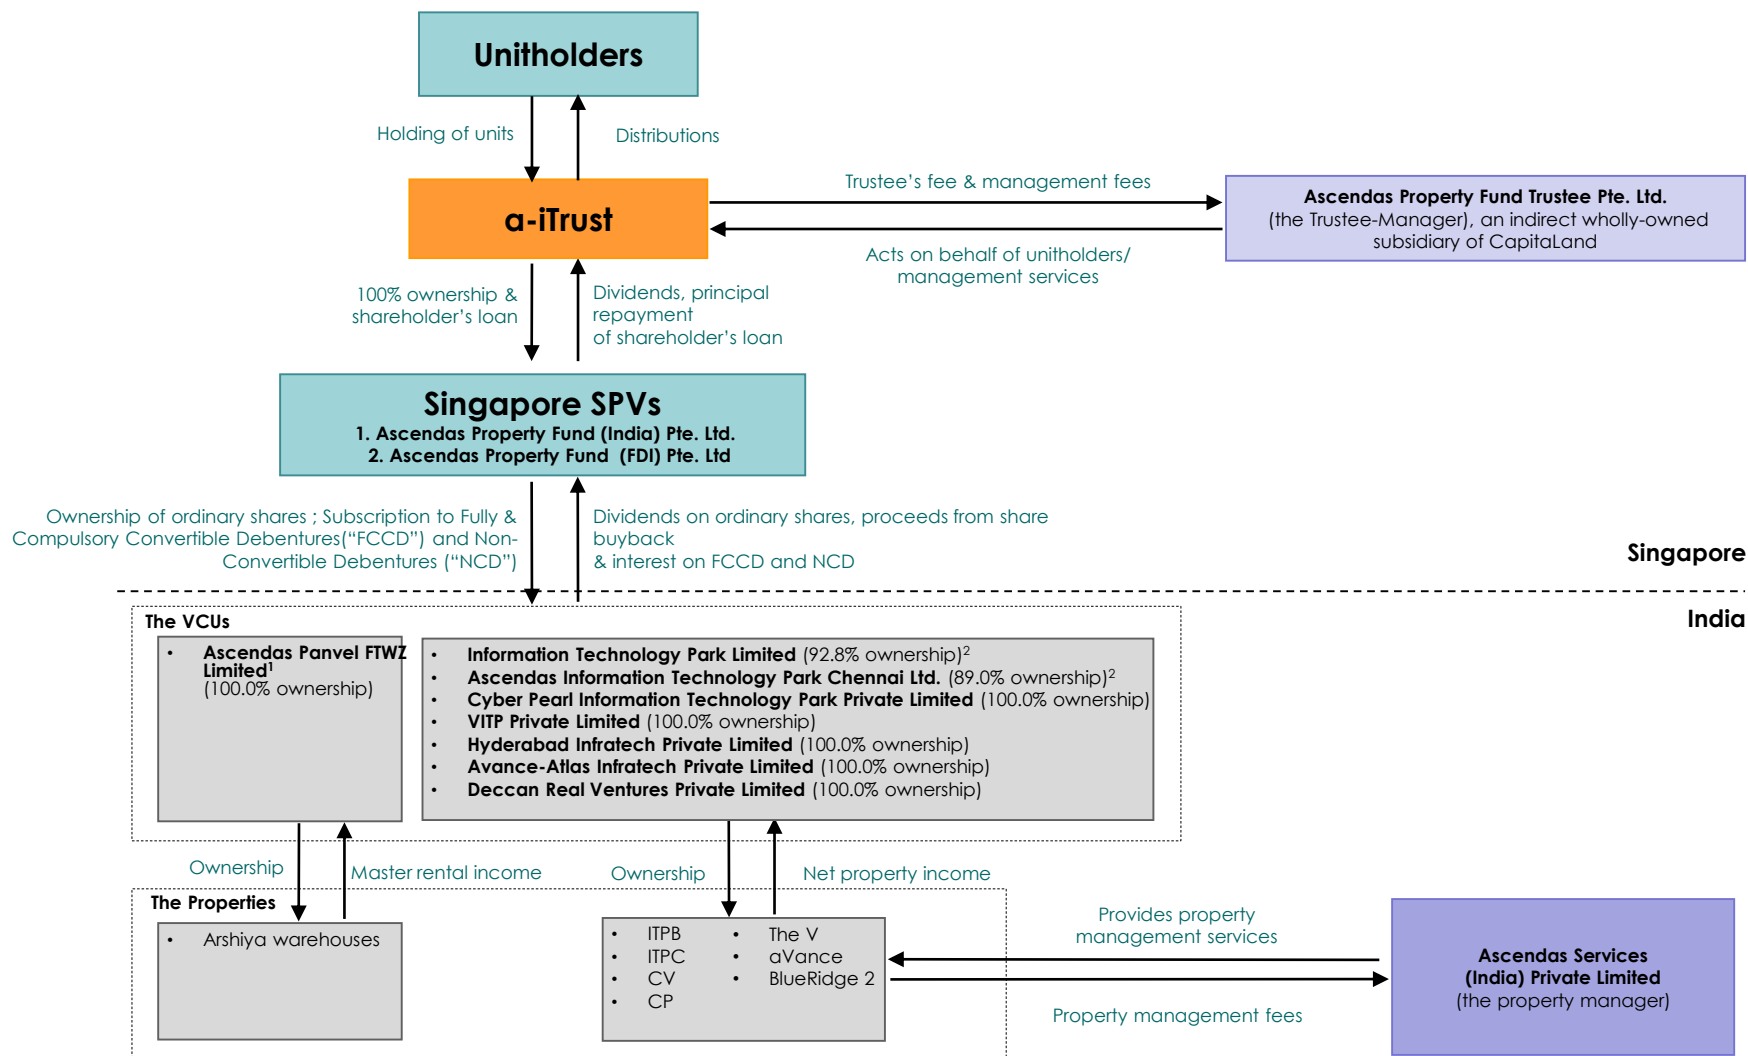 Unitholders
Holding of units
Distributions
a-iTrust
Trustee's fee & management fees
Acts on behalf of unitholders/
management services
Ascendas Property Fund Trustee Pte. Ltd.
(the Trustee-Manager), an indirect wholly-owned
subsidiary of CapitaLand
100% ownership &
shareholder's loan
Dividends, principal
repayment
of shareholder's loan
Singapore SPVs
1. Ascendas Property Fund (India) Pte. Ltd.
2. Ascendas Property Fund (FDI) Pte. Ltd
Ownership of ordinary shares ; Subscription to Fully &
Compulsory Convertible Debentures("FCCD") and Non-
Convertible Debentures ("NCD")
Dividends on ordinary shares, proceeds from share
buyback
& interest on FCCD and NCD
Singapore
India
The VCUs
• Ascendas Panvel FTWZ
Limited¹
(100.0% ownership)
• Information Technology Park Limited (92.8% ownership)²
• Ascendas Information Technology Park Chennai Ltd. (89.0% ownership)²
• Cyber Pearl Information Technology Park Private Limited (100.0% ownership)
• VITP Private Limited (100.0% ownership)
• Hyderabad Infratech Private Limited (100.0% ownership)
• Avance-Atlas Infratech Private Limited (100.0% ownership)
• Deccan Real Ventures Private Limited (100.0% ownership)
Ownership
Master rental income
Ownership
Net property income
The Properties
• Arshiya warehouses
• ITPB
• ITPC
• CV
• CP
• The V
• aVance
• BlueRidge 2
Provides property
management services
Property management fees
Ascendas Services
(India) Private Limited
(the property manager)